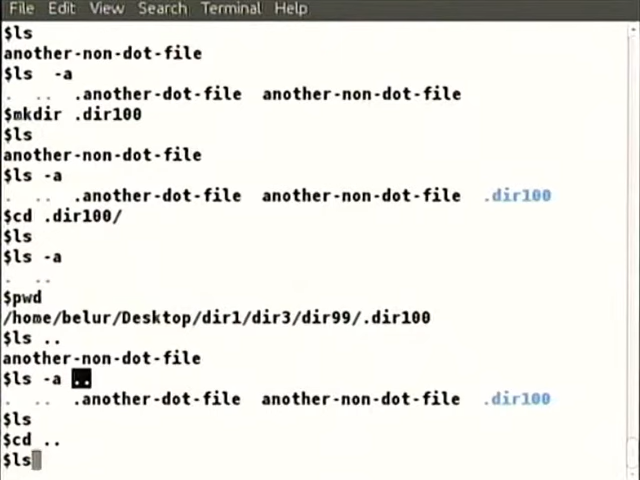 File Edit View Search Terminal Help
$ls
another-non-dot-file
$ls  -a
.  ..  .another-dot-file  another-non-dot-file
$mkdir .dir100
$ls
another-non-dot-file
$ls -a
.  ..  .another-dot-file  another-non-dot-file  .dir100
$cd .dir100/
$ls
$ls -a
.  ..
$pwd
/home/belur/Desktop/dir1/dir3/dir99/.dir100
$ls ..
another-non-dot-file
$ls -a ..
.  ..  .another-dot-file  another-non-dot-file  .dir100
$ls
$cd ..
$ls